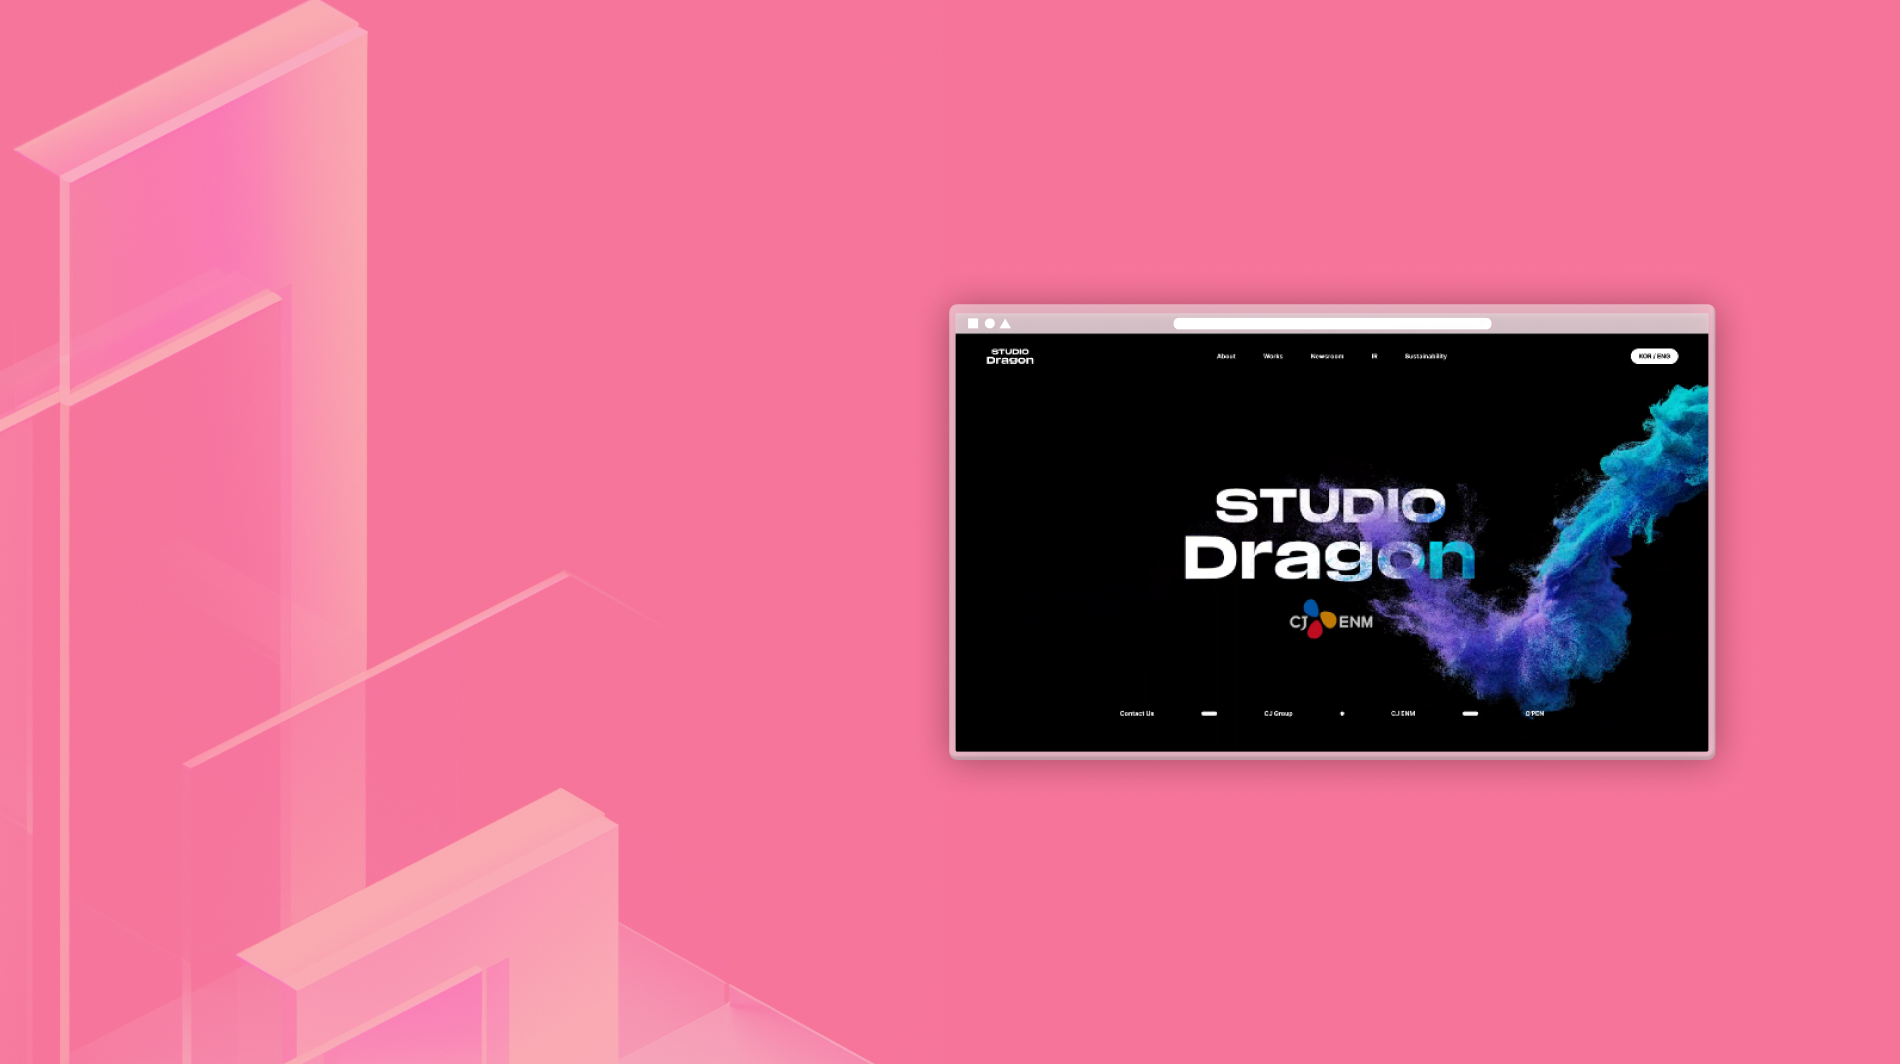 STUDIO
Dragon
About Works Newsroom IR Sustainability
KOR / ENG
STUDIO
Dragon
CJ ENM
Contact Us CJ Group CJ ENM O'PEN